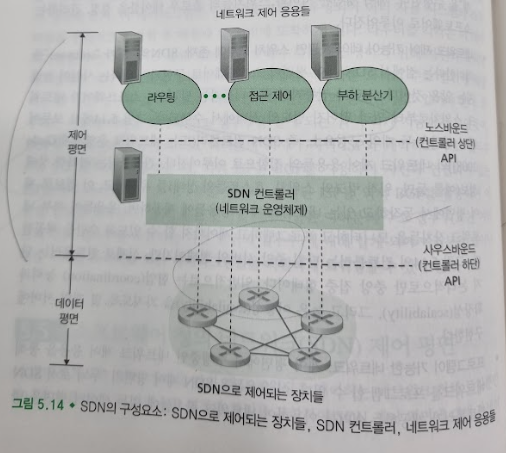 네트워크 제어 응용들
라우팅
접근 제어
부하 분산기
노스바운드
(컨트롤러 상단)
API
제어
평면
SDN 컨트롤러
(네트워크 운영체제)
사우스바운드
(컨트롤러 하단)
API
데이터
평면
SDN으로 제어되는 장치들
그림 5.14 • SDN의 구성요소: SDN으로 제어되는 장치들, SDN 컨트롤러, 네트워크 제어 응용들